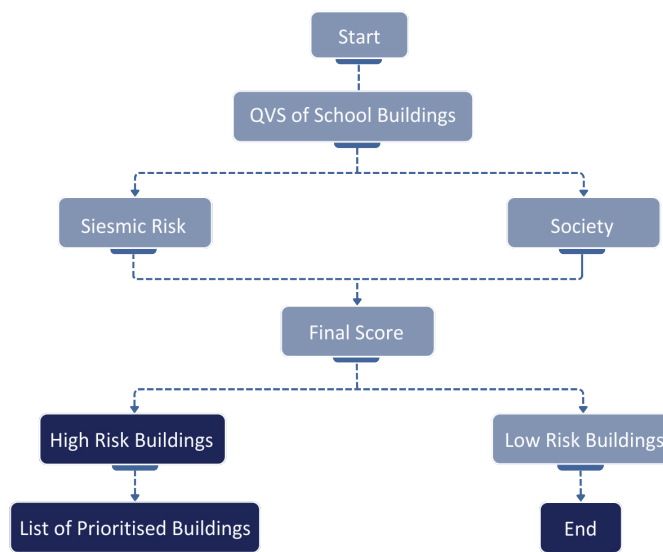 Start
QVS of School Buildings
Siesmic Risk
Society
Final Score
High Risk Buildings
Low Risk Buildings
List of Prioritised Buildings
End